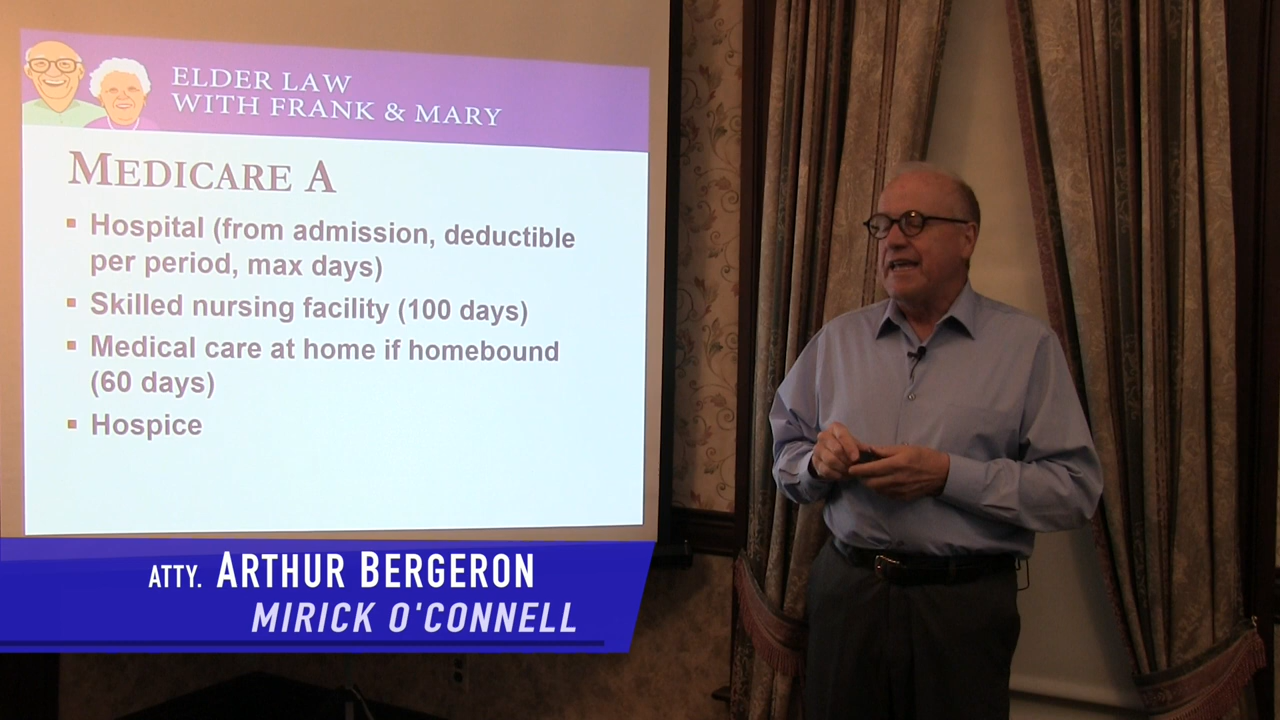 ELDER LAW
WITH FRANK & MARY
MEDICARE A
▪ Hospital (from admission, deductible
per period, max days)
▪ Skilled nursing facility (100 days)
▪ Medical care at home if homebound
(60 days)
▪ Hospice
ATTY. ARTHUR BERGERON
MIRICK O'CONNELL